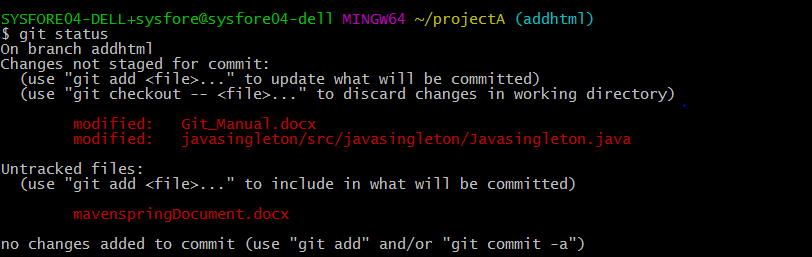 SYSFORE04-DELL+sysfore@sysfore04-dell MINGW64 ~/projectA (addhtml)
$ git status
On branch addhtml
Changes not staged for commit:
  (use "git add <file>..." to update what will be committed)
  (use "git checkout -- <file>..." to discard changes in working directory)

        modified:   Git_Manual.docx
        modified:   javasingleton/src/javasingleton/Javasingleton.java

Untracked files:
  (use "git add <file>..." to include in what will be committed)

        mavenspringDocument.docx

no changes added to commit (use "git add" and/or "git commit -a")